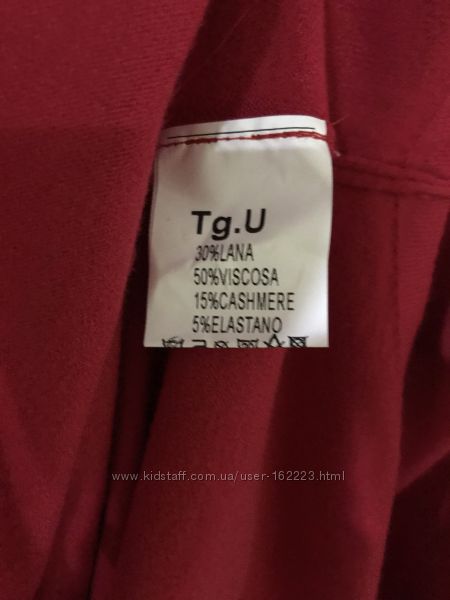 Tg.U
30%LANA
50%VISCOSA
15%CASHMERE
5%ELASTANO
www.kidstaff.com.ua/user-162223.html